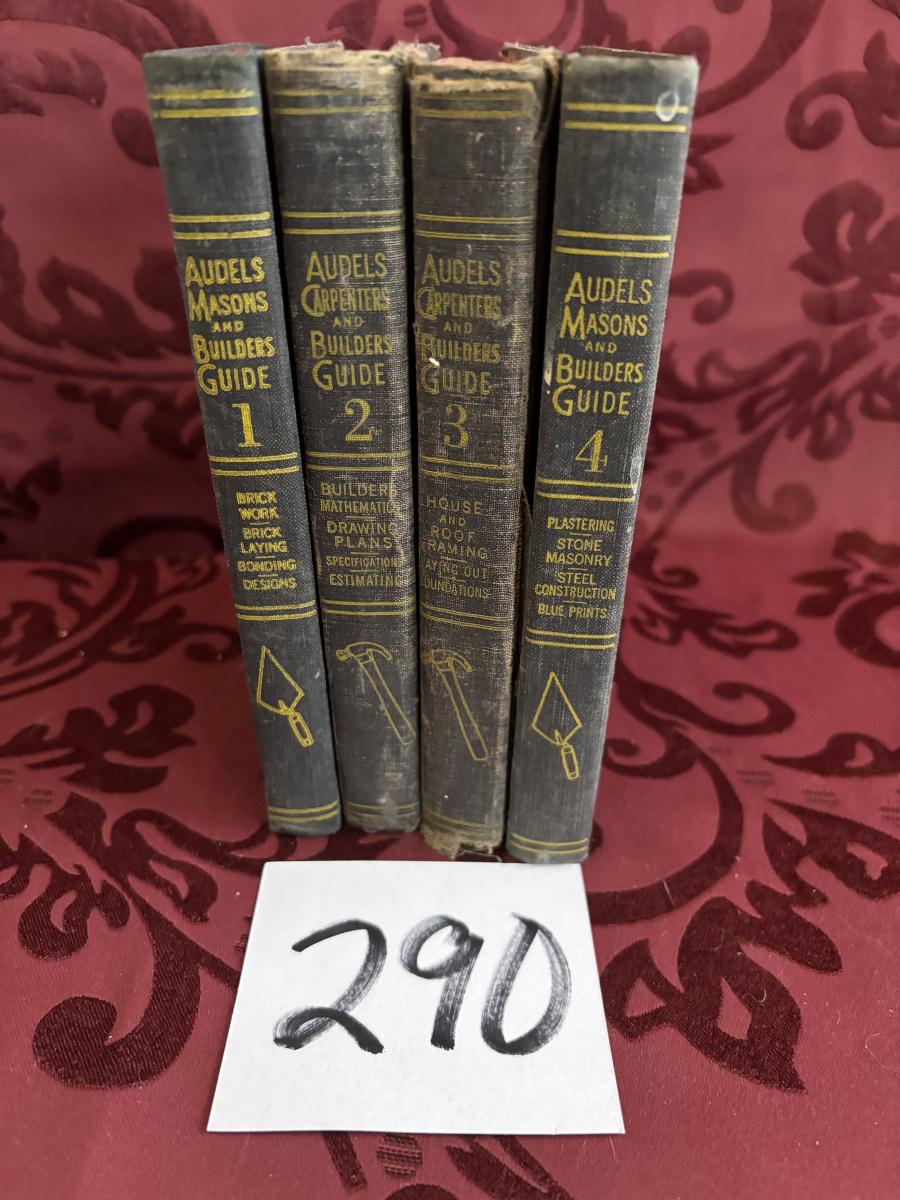 AUDELS
MASONS
AND
BUILDERS
GUIDE
1
BRICK
WORK
BRICK
LAYING
BONDING
DESIGNS
AUDELS
CARPENTERS
AND
BUILDERS
GUIDE
2
BUILDERS
MATHEMATICS
DRAWING
PLANS
SPECIFICATIONS
ESTIMATING
AUDELS
CARPENTERS
AND
BUILDERS
GUIDE
3
HOUSE
AND
ROOF
FRAMING
LAYING OUT
FOUNDATIONS
AUDELS
MASONS
AND
BUILDERS
GUIDE
4
PLASTERING
STONE
MASONRY
STEEL
CONSTRUCTION
BLUE PRINTS
290